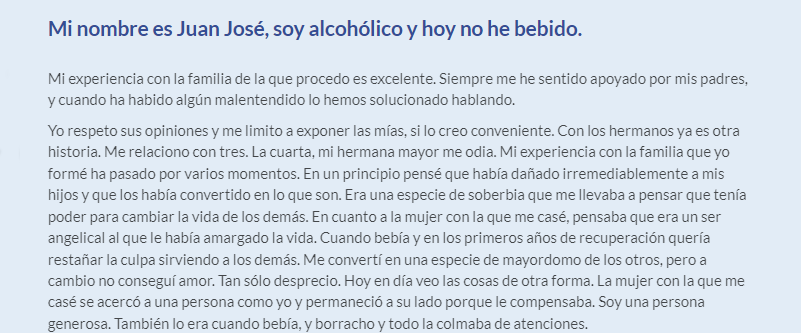 Mi nombre es Juan José, soy alcohólico y hoy no he bebido.
Mi experiencia con la familia de la que procedo es excelente. Siempre me he sentido apoyado por mis padres,
y cuando ha habido algún malentendido lo hemos solucionado hablando.
Yo respeto sus opiniones y me limito a exponer las mías, si lo creo conveniente. Con los hermanos ya es otra
historia. Me relaciono con tres. La cuarta, mi hermana mayor me odia. Mi experiencia con la familia que yo
formé ha pasado por varios momentos. En un principio pensé que había dañado irremediablemente a mis
hijos y que los había convertido en lo que son. Era una especie de soberbia que me llevaba a pensar que tenía
poder para cambiar la vida de los demás. En cuanto a la mujer con la que me casé, pensaba que era un ser
angelical al que le había amargado la vida. Cuando bebía y en los primeros años de recuperación quería
restañar la culpa sirviendo a los demás. Me convertí en una especie de mayordomo de los otros, pero a
cambio no conseguí amor. Tan sólo desprecio. Hoy en día veo las cosas de otra forma. La mujer con la que me
casé se acercó a una persona como yo y permaneció a su lado porque le compensaba. Soy una persona
generosa. También lo era cuando bebía, y borracho y todo la colmaba de atenciones.